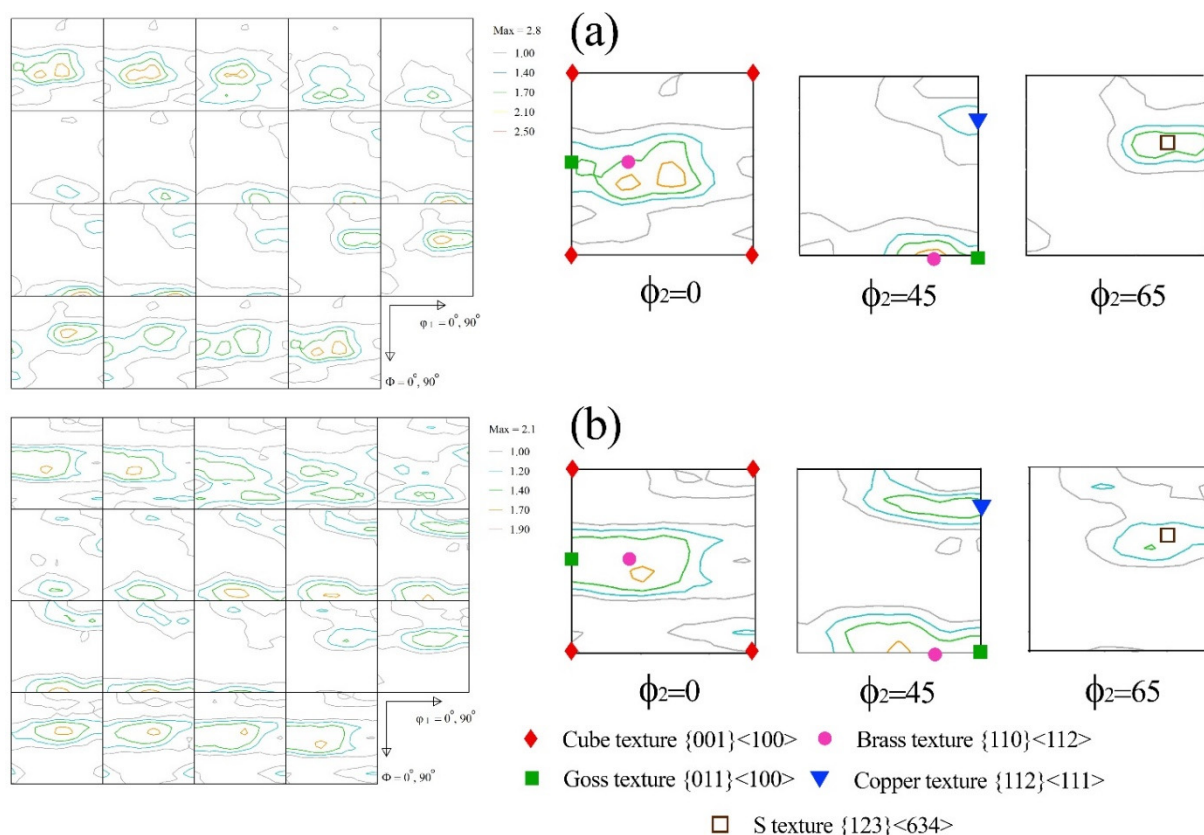 Max = 2.8
1.00
1.40
1.70
2.10
2.50
φ1 = 0°, 90°
Φ = 0°, 90°
(a)
ϕ2=0
ϕ2=45
ϕ2=65
Max = 2.1
1.00
1.20
1.40
1.70
1.90
φ1 = 0°, 90°
Φ = 0°, 90°
(b)
ϕ2=0
ϕ2=45
ϕ2=65
Cube texture {001}<100>
Brass texture {110}<112>
Goss texture {011}<100>
Copper texture {112}<111>
S texture {123}<634>